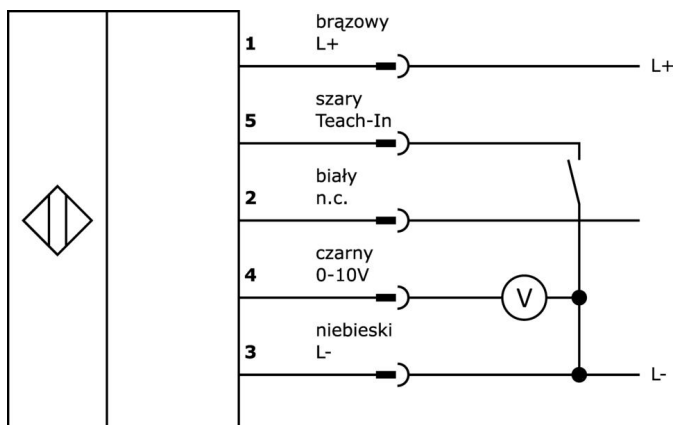 brązowy
1 L+ L+
szary
5 Teach-In
biały
2 n.c.
czarny
4 0-10V V
niebieski
3 L- L-